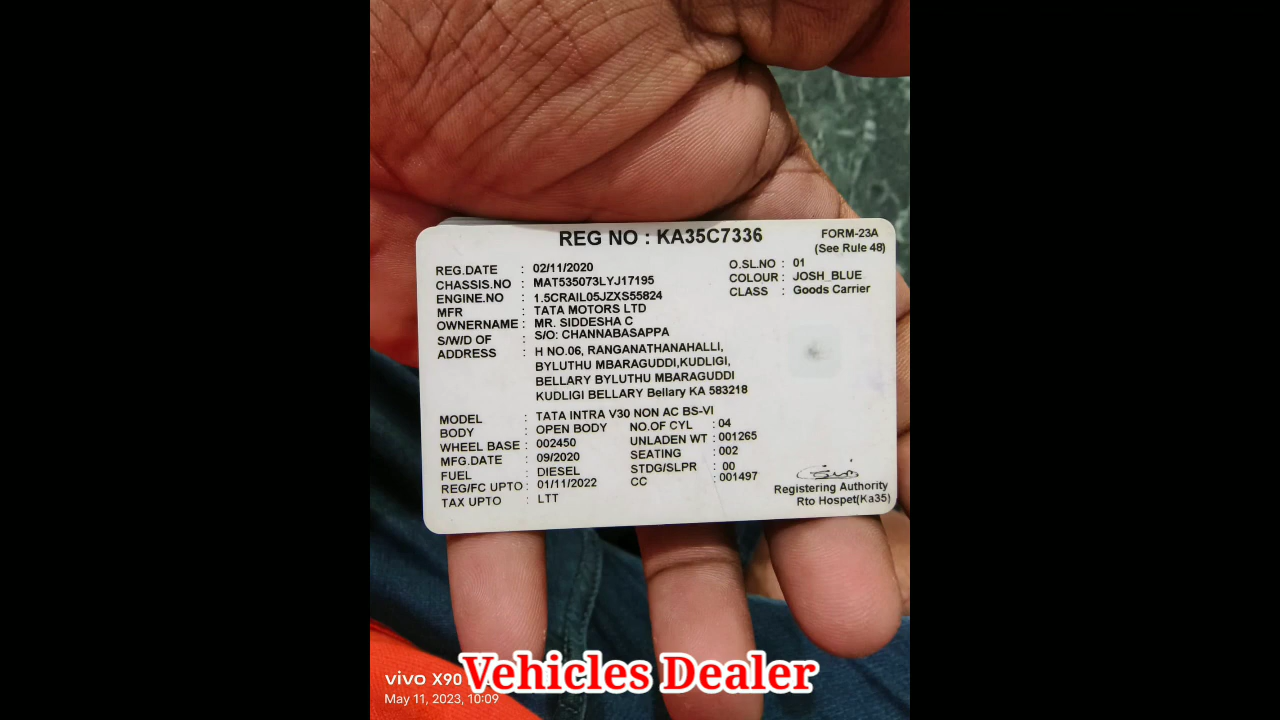 REG NO : KA35C7336
FORM-23A
(See Rule 48)
REG.DATE : 02/11/2020
O.SL.NO : 01
CHASSIS.NO : MAT535073LYJ17195
COLOUR : JOSH_BLUE
ENGINE.NO : 1.5CRAIL05JZXS55824
CLASS : Goods Carrier
MFR : TATA MOTORS LTD
OWNERNAME : MR. SIDDESHA C
S/W/D OF : S/O: CHANNABASAPPA
ADDRESS : H NO.06, RANGANATHANAHALLI,
BYLUTHU MBARAGUDDI,KUDLIGI,
BELLARY BYLUTHU MBARAGUDDI
KUDLIGI BELLARY Bellary KA 583218
MODEL : TATA INTRA V30 NON AC BS-VI
BODY : OPEN BODY NO.OF CYL : 04
WHEEL BASE : 002450 UNLADEN WT : 001265
MFG.DATE : 09/2020 SEATING : 002
FUEL : DIESEL STDG/SLPR : 00
REG/FC UPTO : 01/11/2022 CC : 001497
TAX UPTO : LTT
Registering Authority
Rto Hospet(Ka35)
Vehicles Dealer
vivo X90
May 11, 2023, 10:09